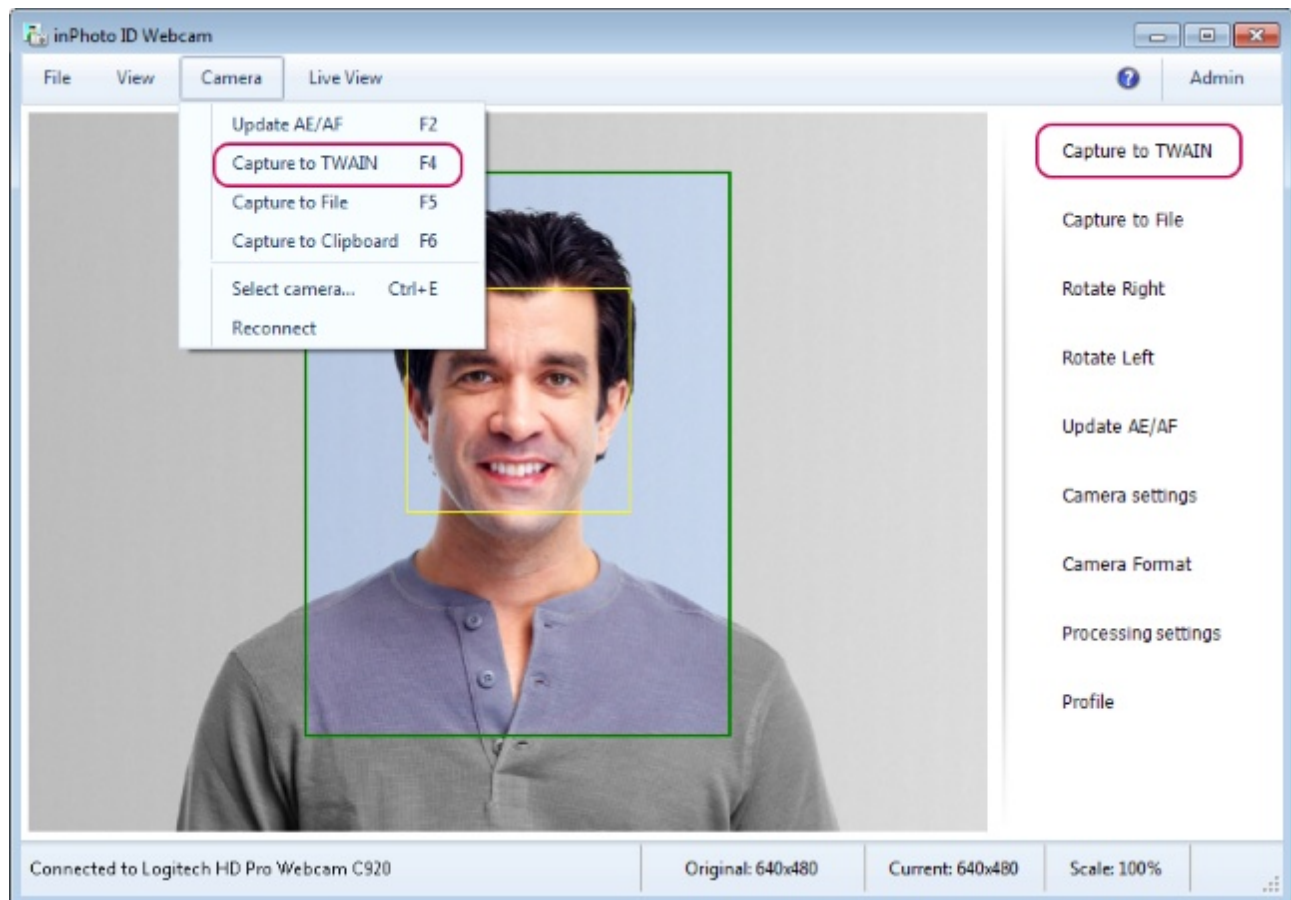 inPhoto ID Webcam
File View Camera Live View ? Admin
Update AE/AF F2
Capture to TWAIN F4
Capture to File F5
Capture to Clipboard F6
Select camera... Ctrl+E
Reconnect
Capture to TWAIN
Capture to File
Rotate Right
Rotate Left
Update AE/AF
Camera settings
Camera Format
Processing settings
Profile
Connected to Logitech HD Pro Webcam C920 Original: 640x480 Current: 640x480 Scale: 100%